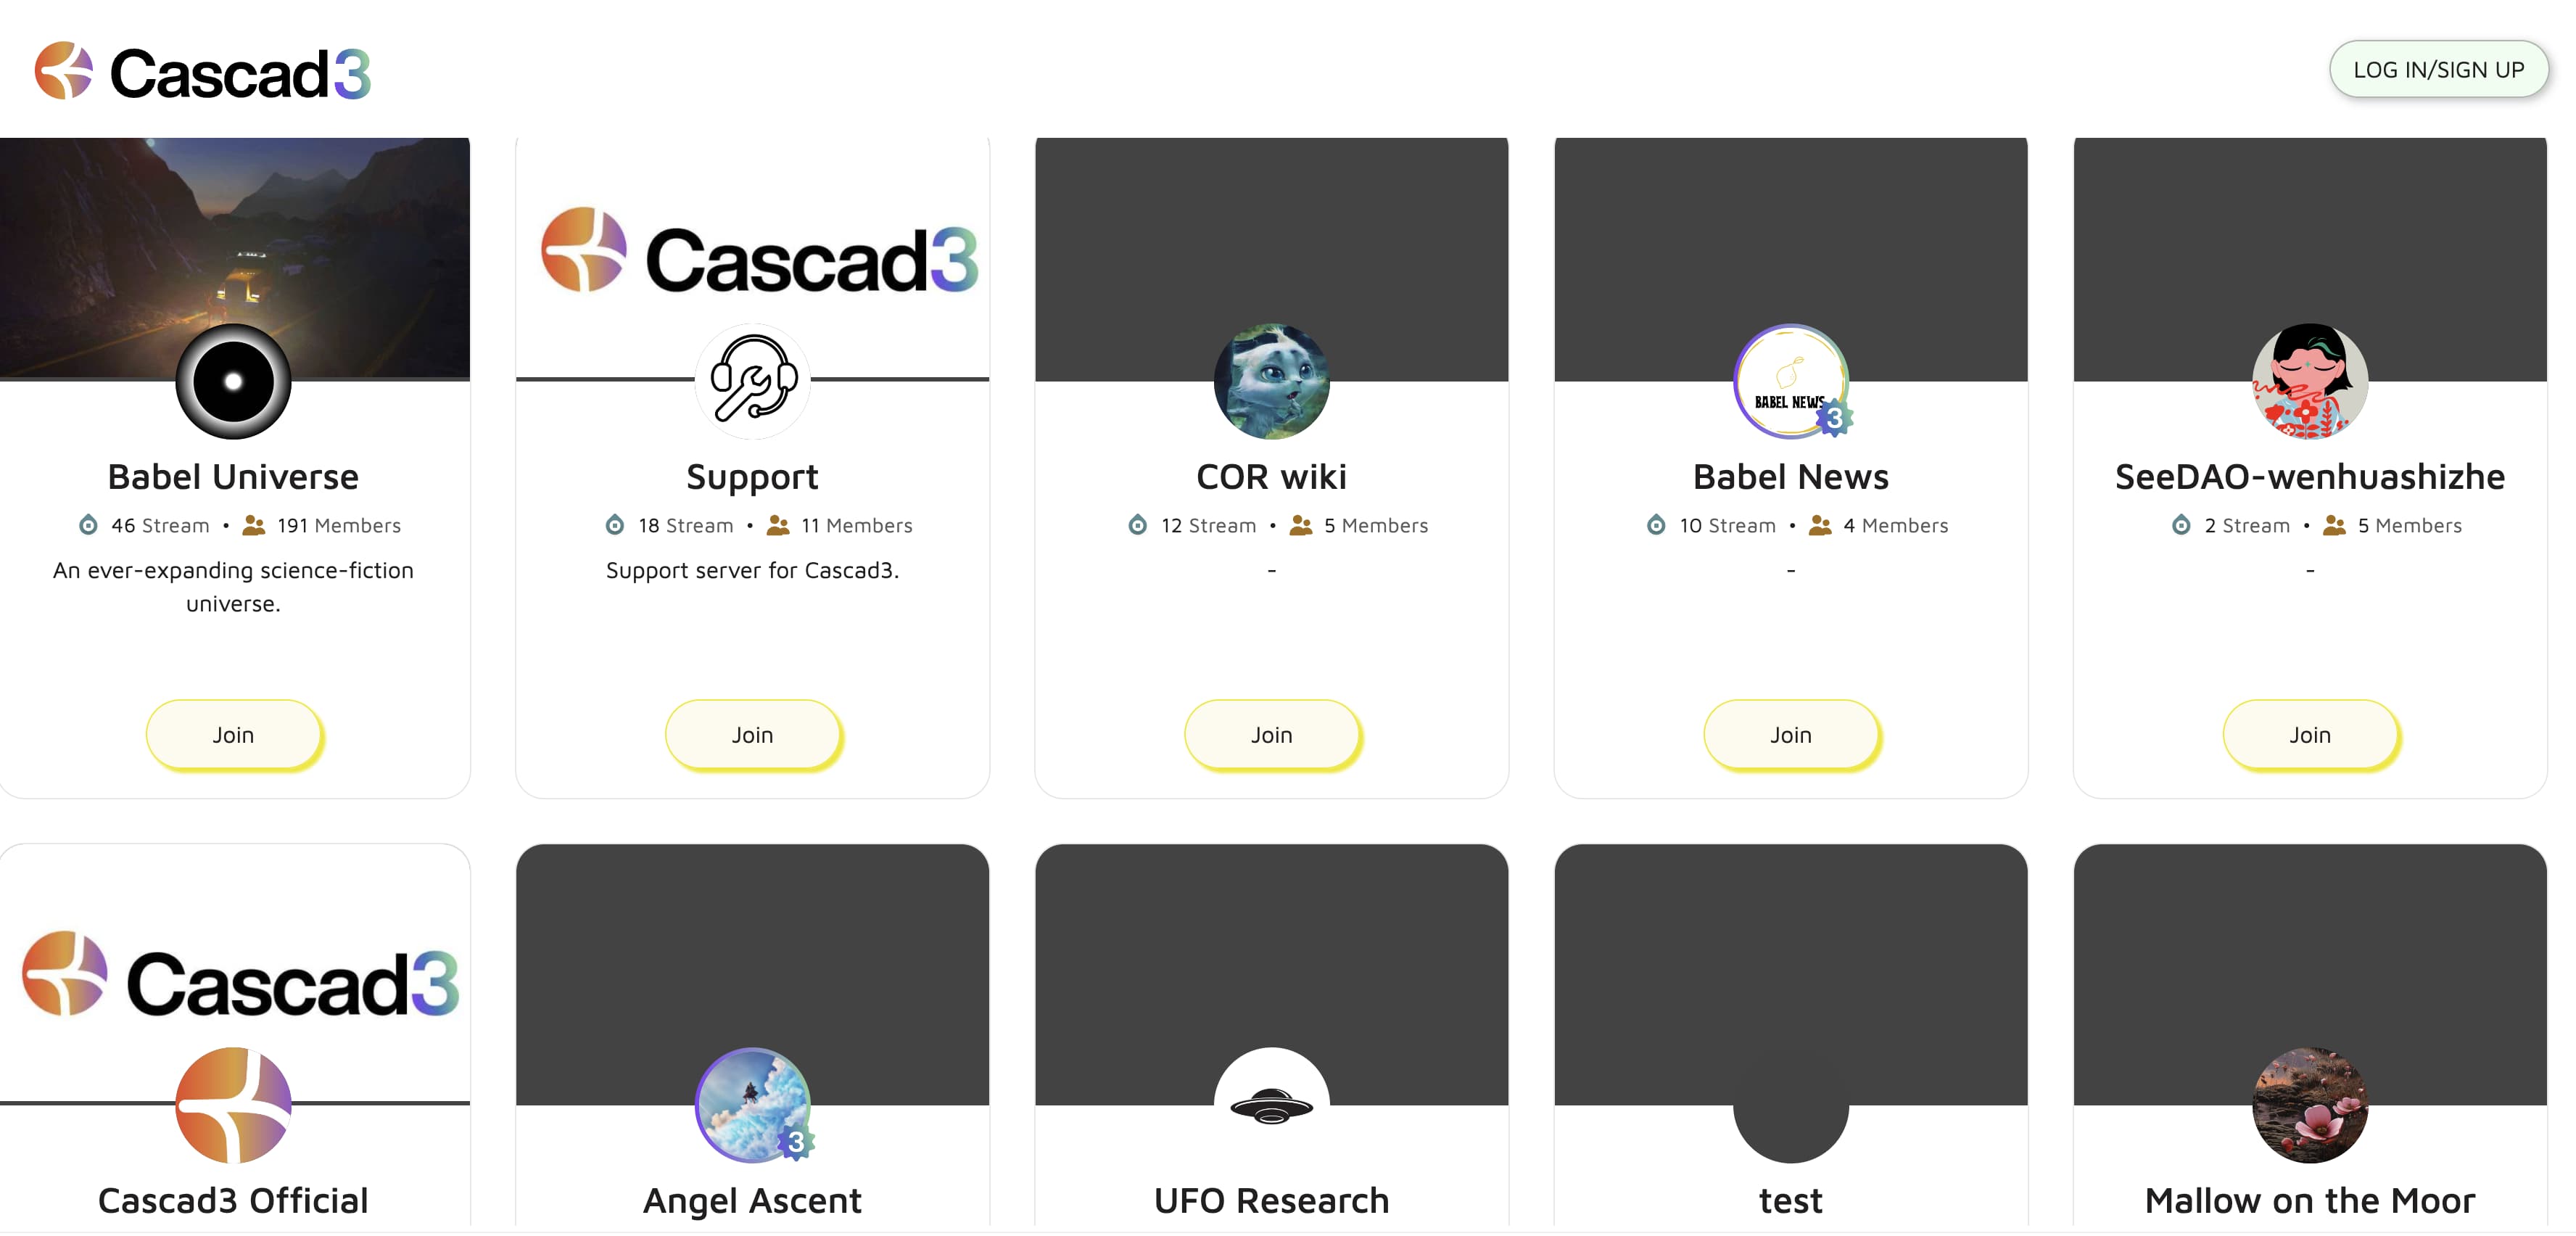 Cascad3
LOG IN/SIGN UP
Cascad3
BABEL NEWS
3
Babel Universe
46 Stream • 191 Members
An ever-expanding science-fiction
universe.
Join
Support
18 Stream • 11 Members
Support server for Cascad3.
Join
COR wiki
12 Stream • 5 Members
-
Join
Babel News
10 Stream • 4 Members
-
Join
SeeDAO-wenhuashizhe
2 Stream • 5 Members
-
Join
Cascad3
Cascad3 Official
3
Angel Ascent
UFO Research
test
Mallow on the Moor